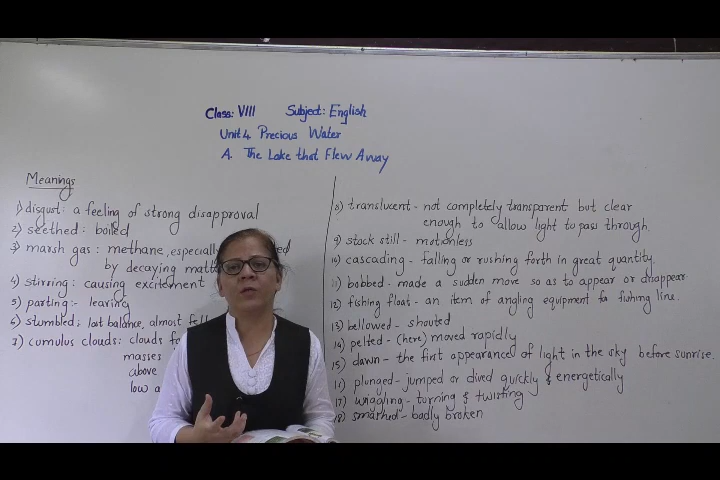 Class: VIII Subject: English
Unit 4 Precious Water
A. The Lake that Flew Away
Meanings
1) disgust: a feeling of strong disapproval
2) seethed: boiled
3) marsh gas: methane, especially
by decaying matt
4) stirring: causing excitement
5) parting:- leaving
6) stumbled: lost balance, almost fell
7) cumulus clouds: clouds fo
masses
above
low a
8) translucent - not completely transparent but clear
enough to allow light to pass through.
9) stock still - motionless
10) cascading - falling or rushing forth in great quantity.
11) bobbed - made a sudden move so as to appear or disappear
12) fishing float - an item of angling equipment for fishing line.
13) bellowed - shouted
14) pelted - (here) moved rapidly
15) dawn - the first appearance of light in the sky before sunrise.
16) plunged - jumped or dived quickly & energetically
17) wriggling - turning & twisting
18) smashed - badly broken